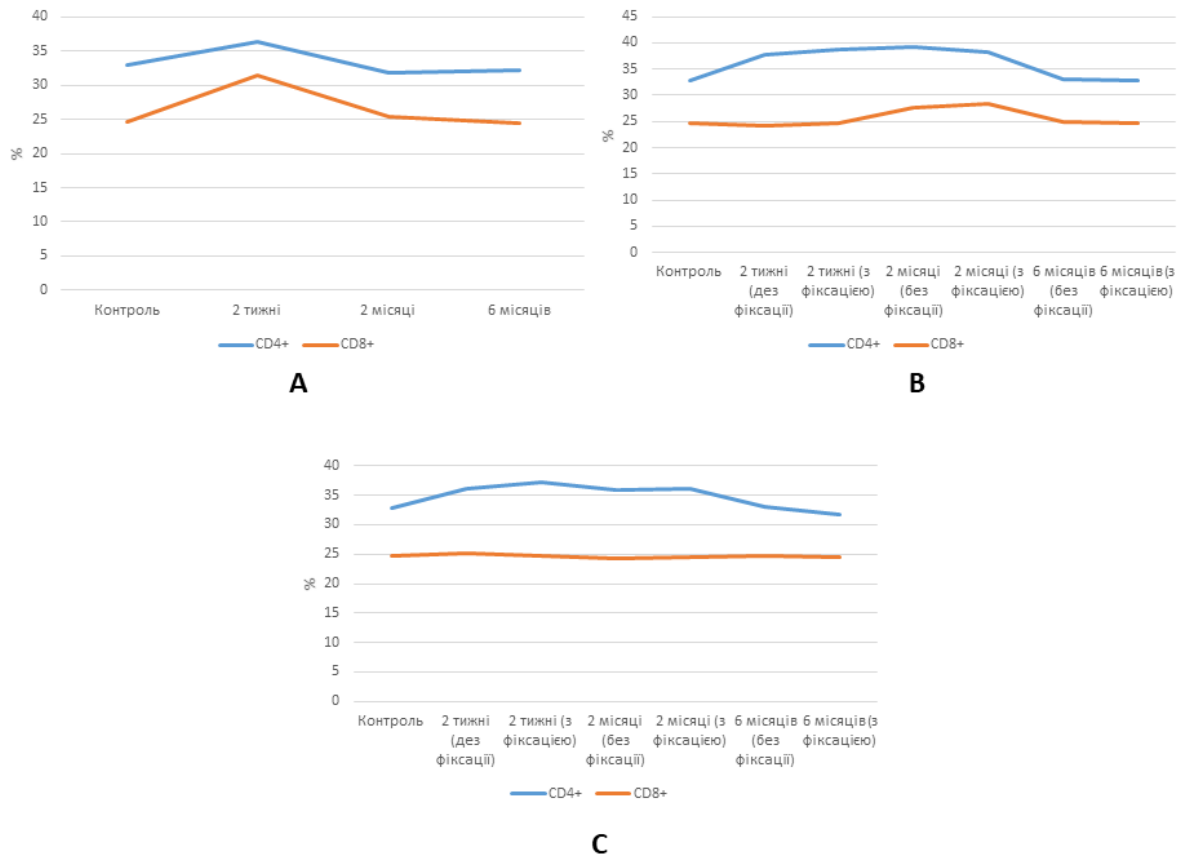 40
35
30
25
20
15
10
5
0
%
Контроль 2 тижні 2 місяці 6 місяців
CD4+ CD8+
A
45
40
35
30
25
20
15
10
5
0
%
Контроль 2 тижні 2 тижні (з 2 місяці 2 місяці (з 6 місяців 6 місяців (з
(дез фіксацією) (без фіксацією) (без фіксацією)
фіксації) фіксації) фіксації)
CD4+ CD8+
B
40
35
30
25
20
15
10
5
0
%
Контроль 2 тижні 2 тижні (з 2 місяці 2 місяці (з 6 місяців 6 місяців (з
(дез фіксацією) (без фіксацією) (без фіксацією)
фіксації) фіксації) фіксації)
CD4+ CD8+
C